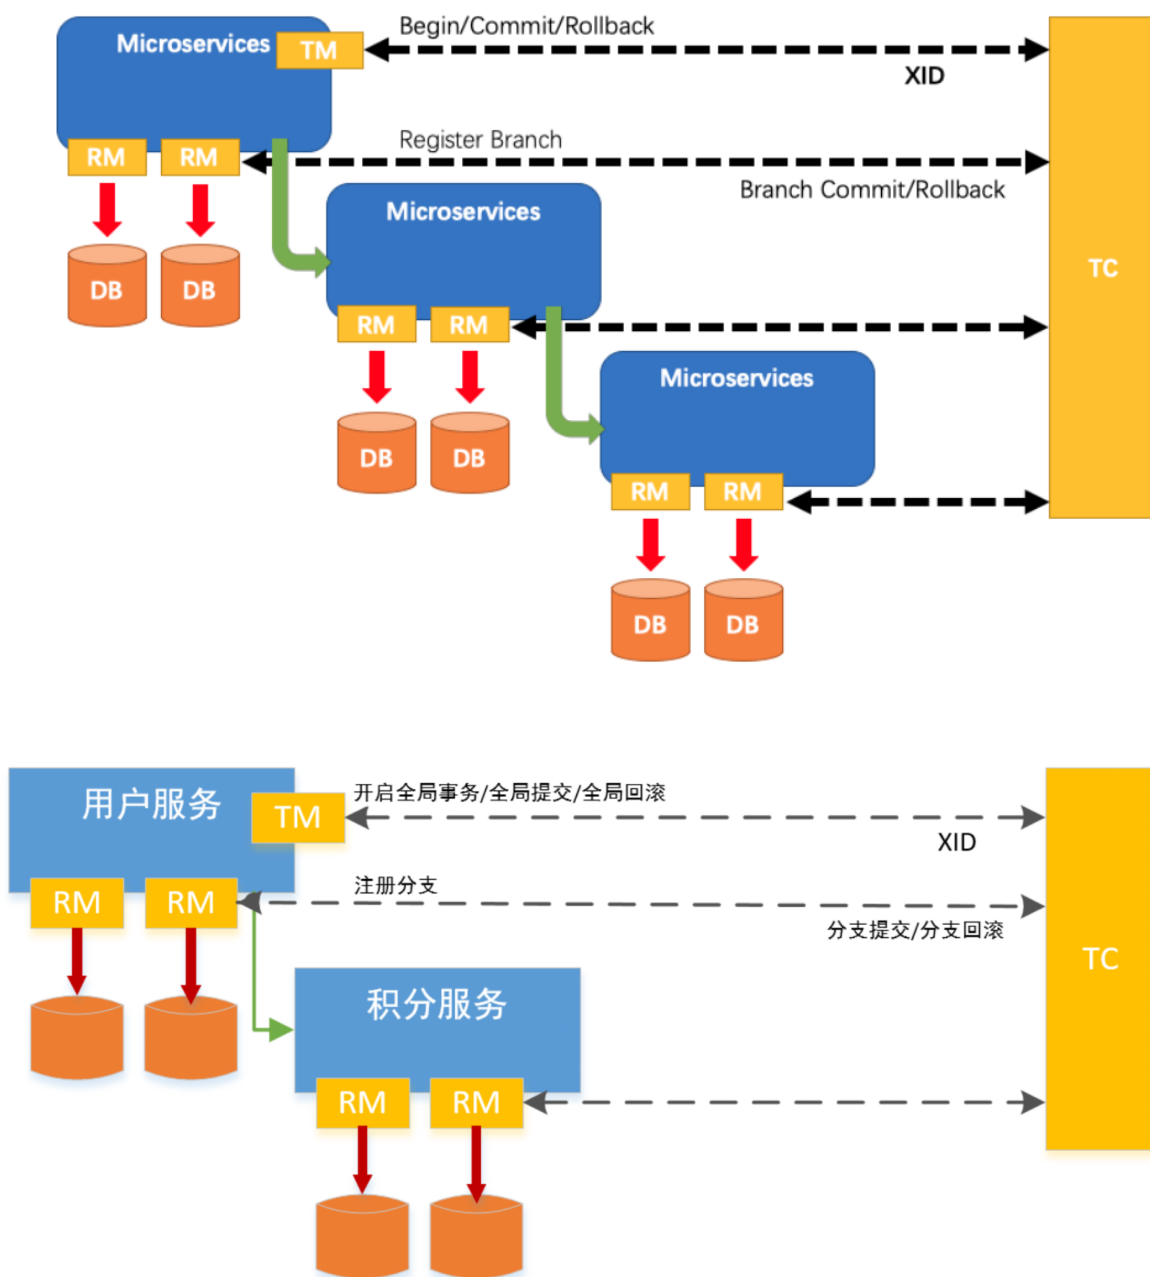 Begin/Commit/Rollback
Microservices
TM
XID
Register Branch
RM
RM
Branch Commit/Rollback
Microservices
TC
DB
DB
RM
RM
Microservices
DB
DB
RM
RM
DB
DB
用户服务
开启全局事务/全局提交/全局回滚
TM
XID
注册分支
RM
RM
分支提交/分支回滚
TC
积分服务
RM
RM